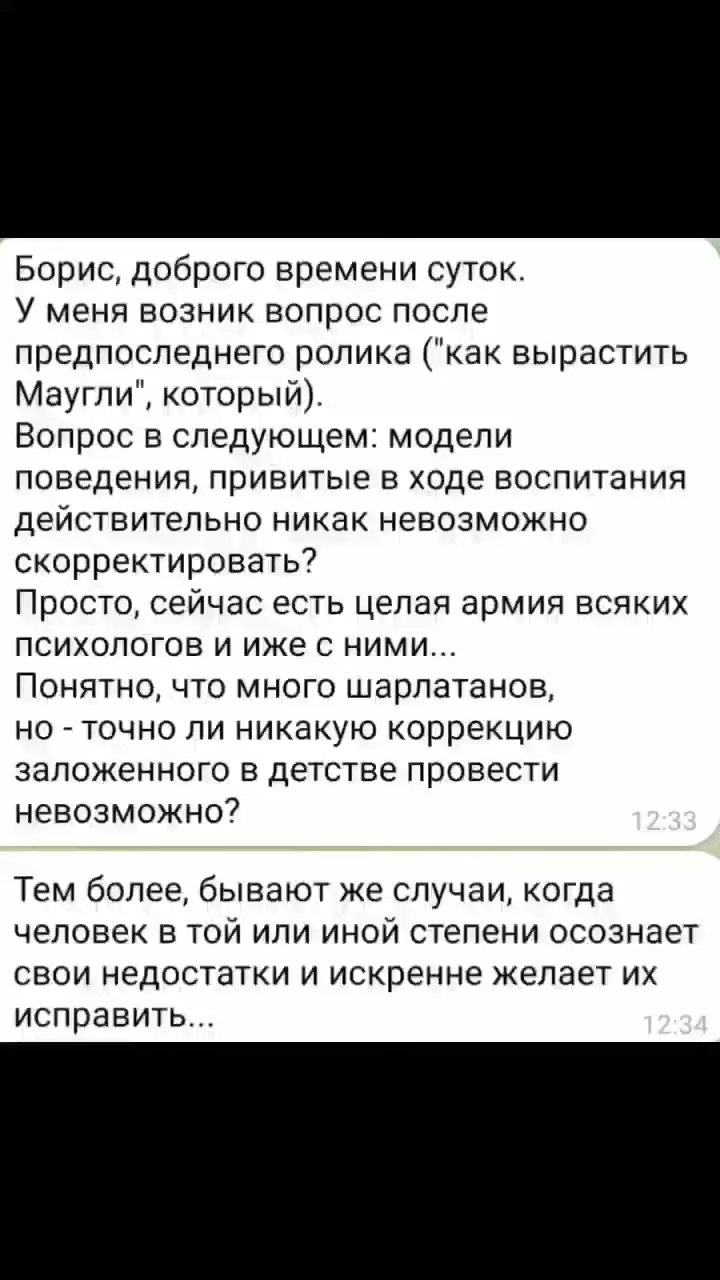 Борис, доброго времени суток.
У меня возник вопрос после
предпоследнего ролика ("как вырастить
Маугли", который).
Вопрос в следующем: модели
поведения, привитые в ходе воспитания
действительно никак невозможно
скорректировать?
Просто, сейчас есть целая армия всяких
психологов и иже с ними...
Понятно, что много шарлатанов,
но - точно ли никакую коррекцию
заложенного в детстве провести
невозможно?
12:33
Тем более, бывают же случаи, когда
человек в той или иной степени осознает
свои недостатки и искренне желает их
исправить...
12:34